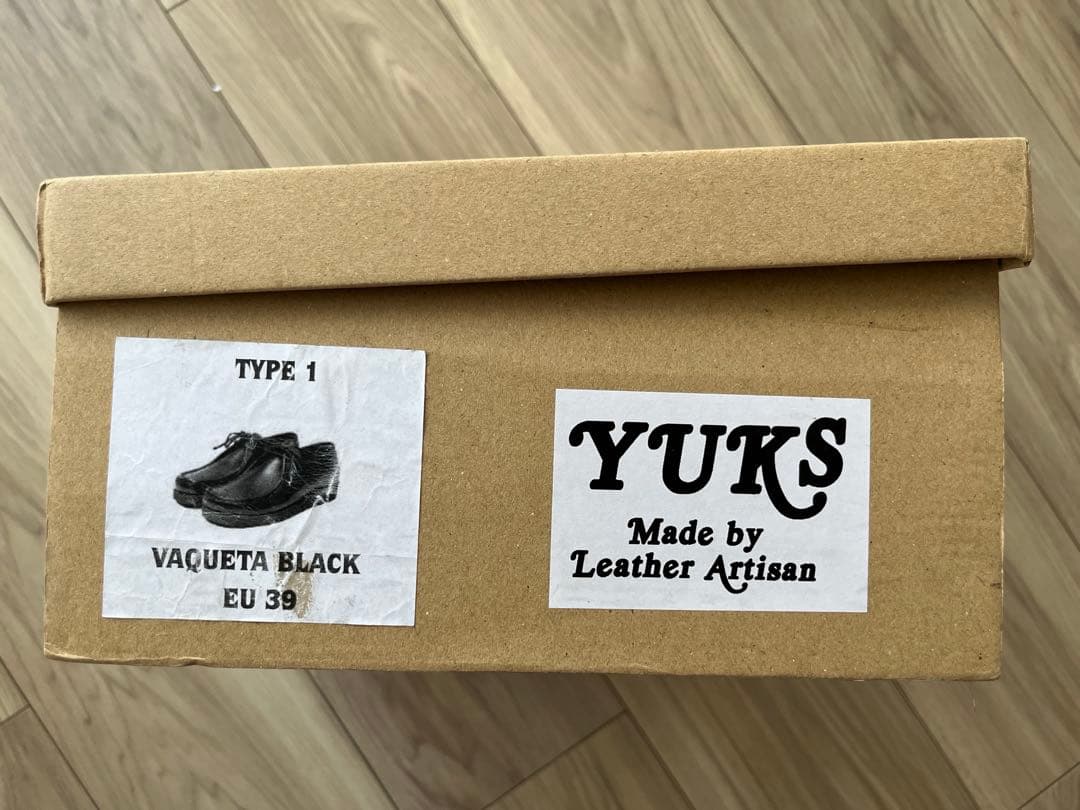 TYPE 1
VAQUETA BLACK
EU 39
YUKS
Made by
Leather Artisan